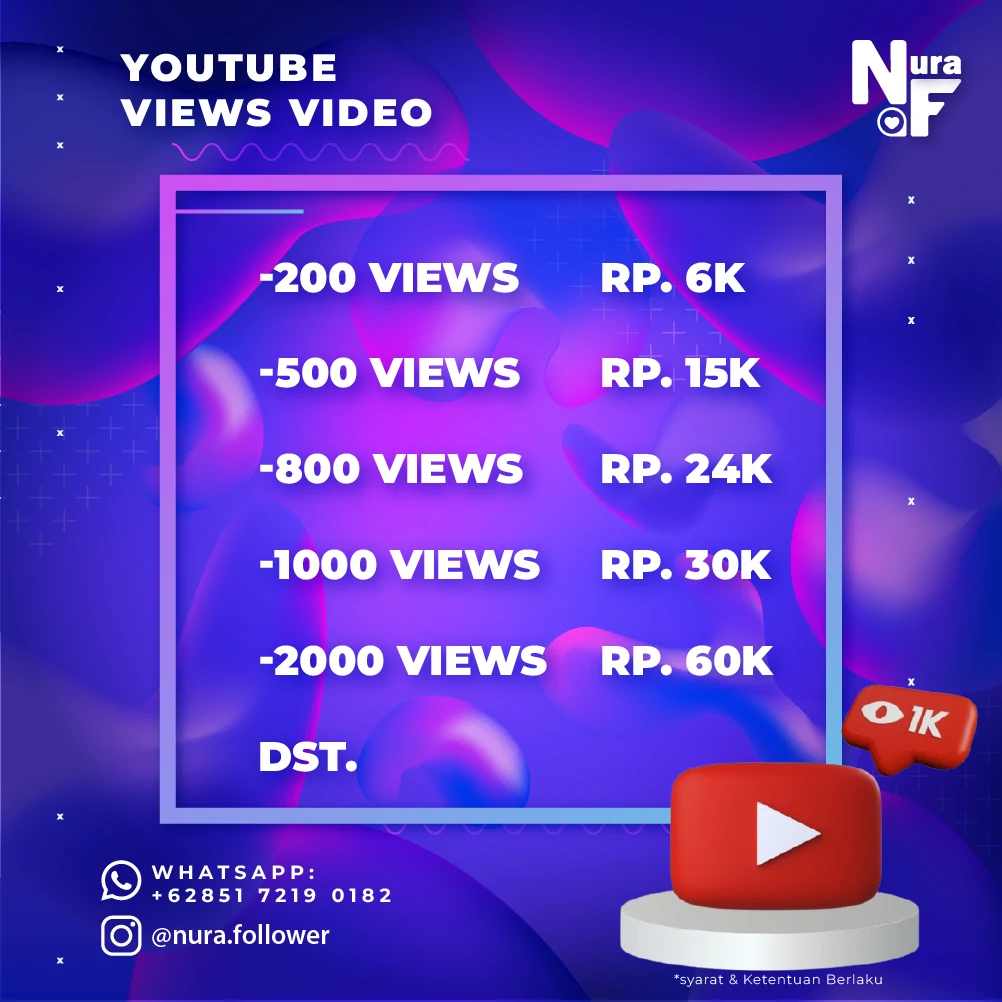 YOUTUBE
VIEWS VIDEO
Nura
F
-200 VIEWS RP. 6K
-500 VIEWS RP. 15K
-800 VIEWS RP. 24K
-1000 VIEWS RP. 30K
-2000 VIEWS RP. 60K
DST.
1K
WHATSAPP:
+62851 7219 0182
@nura.follower
*syarat & Ketentuan Berlaku